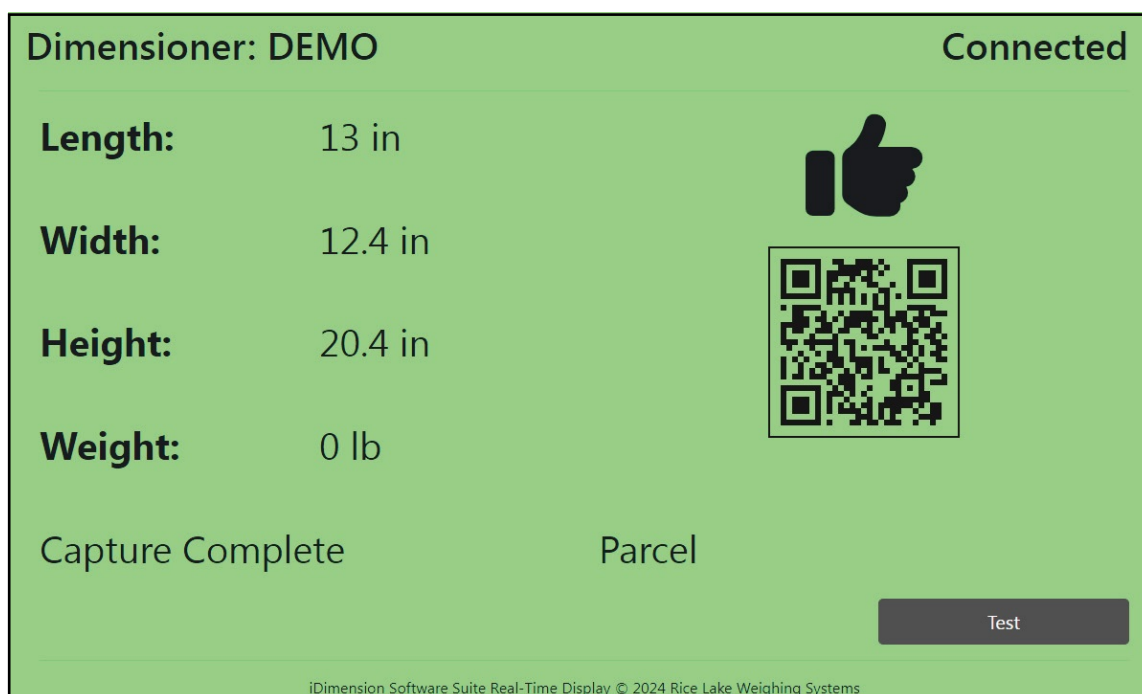 Dimensioner: DEMO Connected
Length: 13 in
Width: 12.4 in
Height: 20.4 in
Weight: 0 lb
Capture Complete Parcel
Test
iDimension Software Suite Real-Time Display © 2024 Rice Lake Weighing Systems